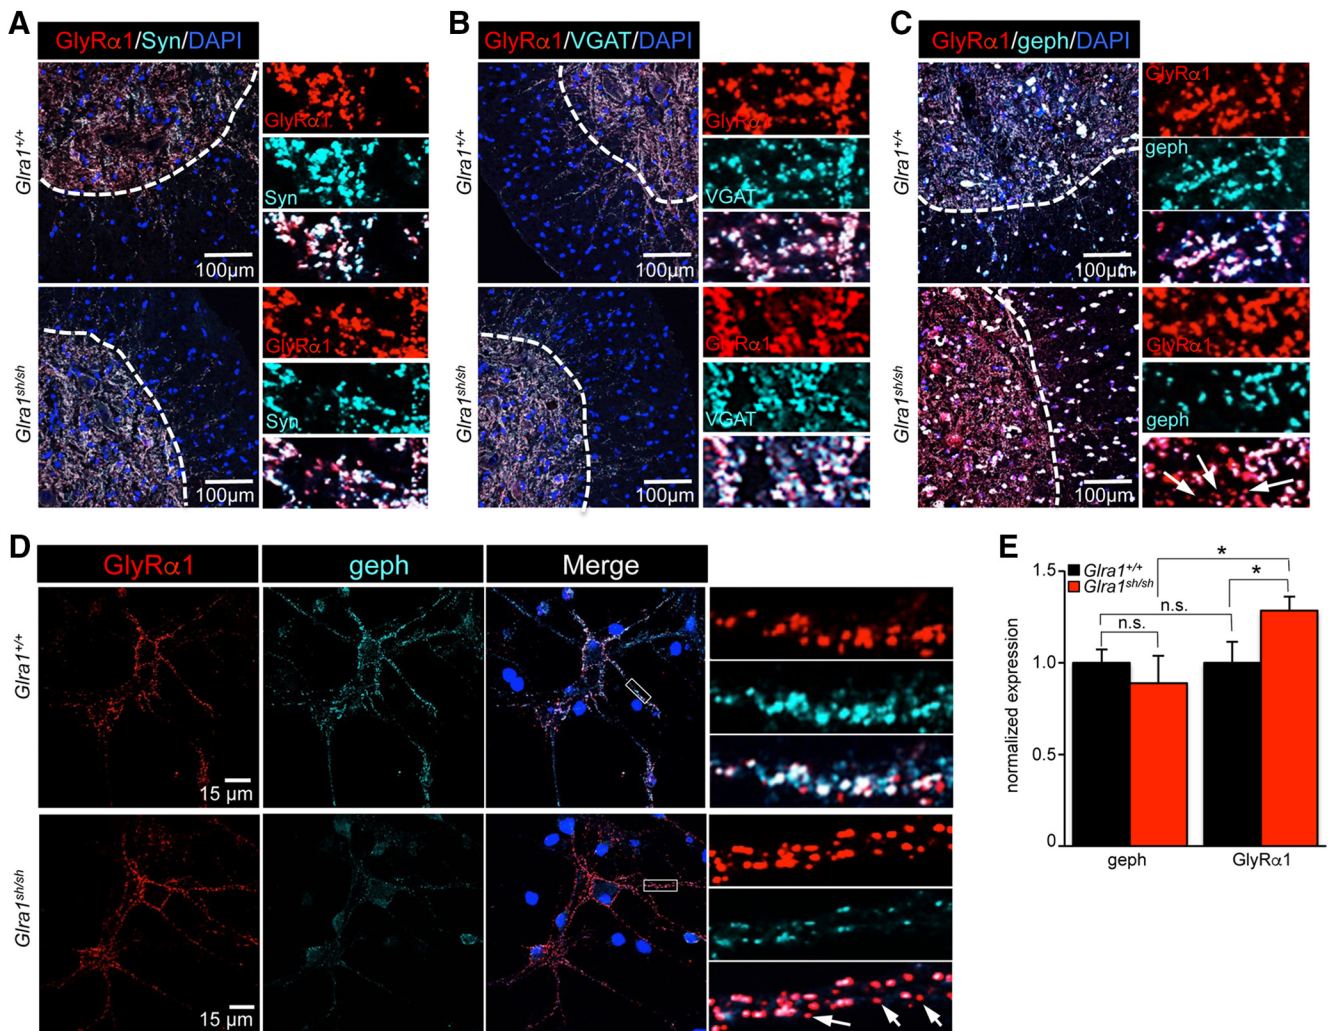 A
GlyRα1/Syn/DAPI
Glra1+/+
GlyRα1
Syn
100µm
Glra1sh/sh
GlyRα1
Syn
100µm
B
GlyRα1/VGAT/DAPI
Glra1+/+
GlyRα1
VGAT
100µm
Glra1sh/sh
GlyRα1
VGAT
100µm
C
GlyRα1/geph/DAPI
Glra1+/+
GlyRα1
geph
100µm
Glra1sh/sh
GlyRα1
geph
100µm
D
GlyRα1
geph
Merge
Glra1+/+
15 µm
Glra1sh/sh
15 µm
E
Glra1+/+
Glra1sh/sh
normalized expression
1.5
1.0
0.5
0
n.s.
n.s.
*
*
geph
GlyRα1